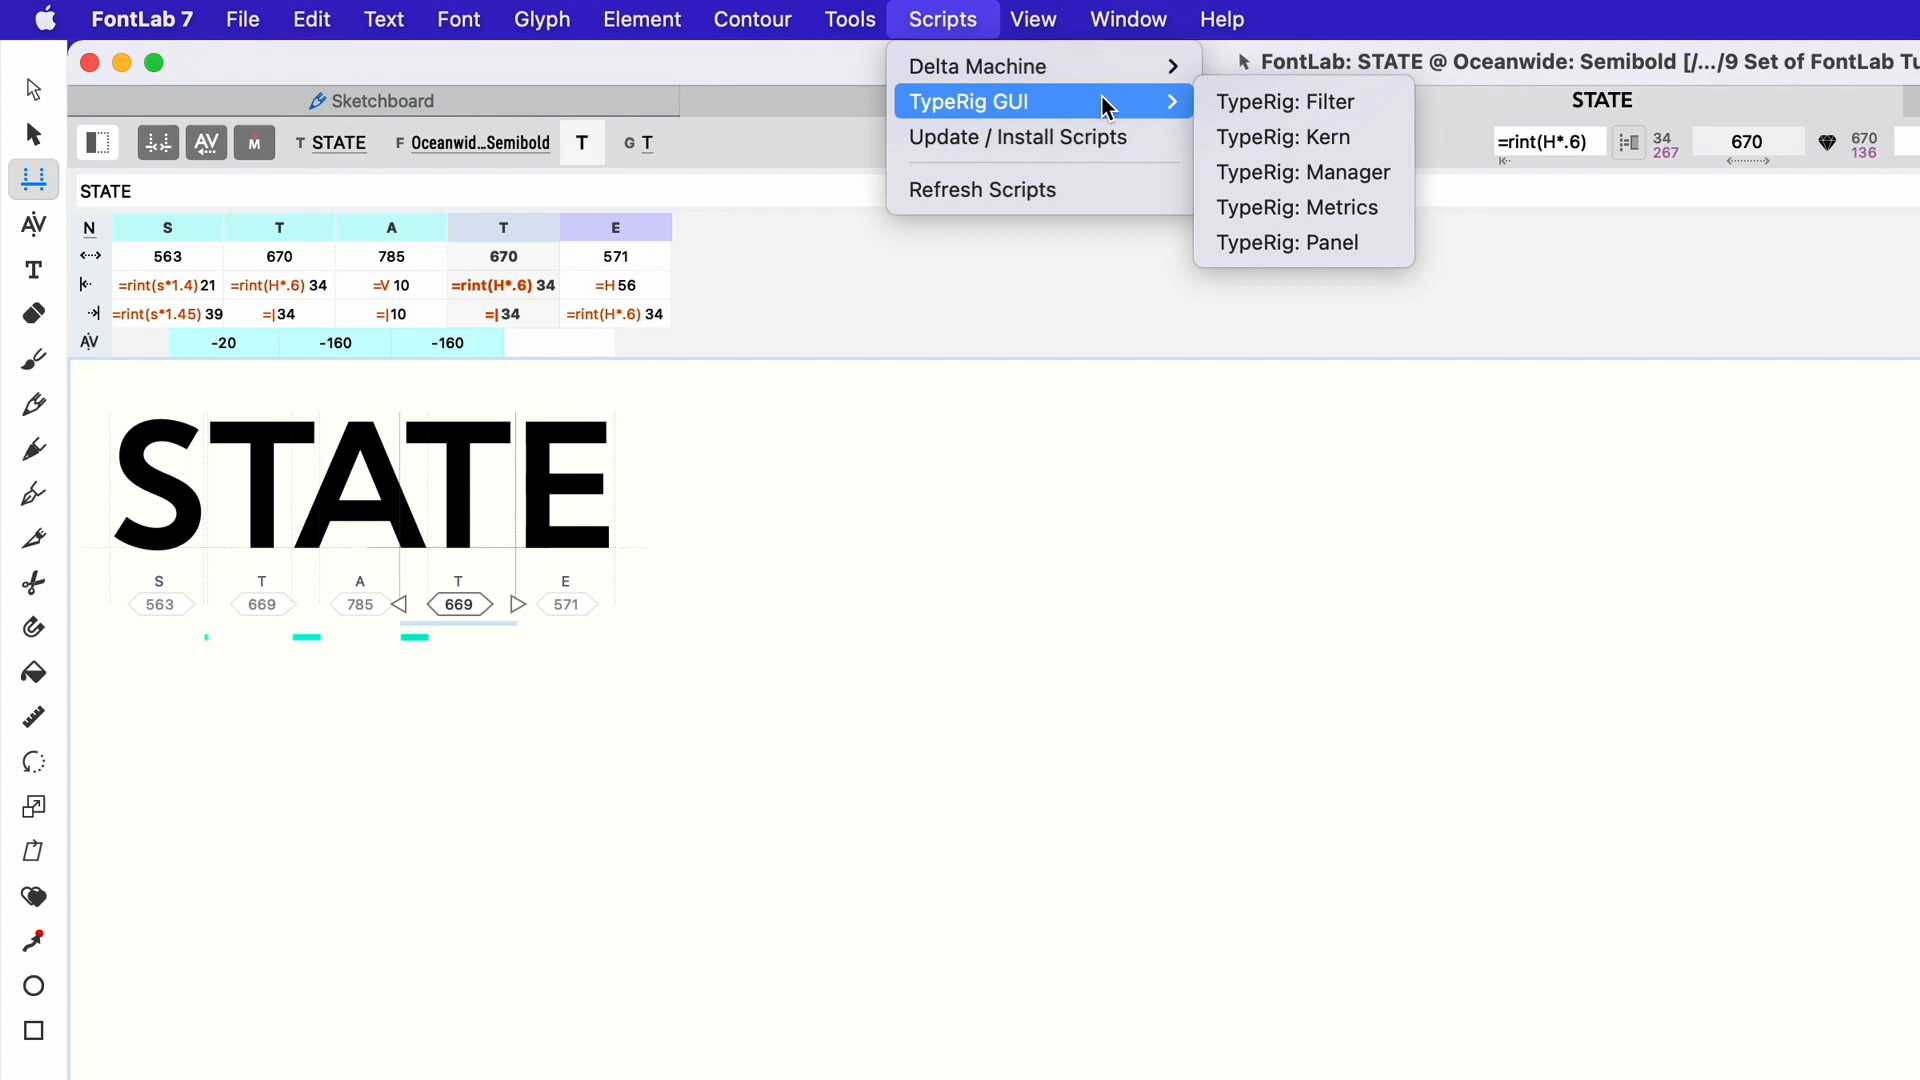 FontLab 7 File Edit Text Font Glyph Element Contour Tools Scripts View Window Help
FontLab: STATE @ Oceanwide: Semibold [/.../9 Set of FontLab Tu
Delta Machine
TypeRig GUI
Update / Install Scripts
Refresh Scripts
TypeRig: Filter
TypeRig: Kern
TypeRig: Manager
TypeRig: Metrics
TypeRig: Panel
Sketchboard
STATE
AV M T STATE F Oceanwid...Semibold T G T
=rint(H*.6) 34 267 670 670 136
STATE
N S T A T E
563 670 785 670 571
=rint(s*1.4) 21 =rint(H*.6) 34 =V 10 =rint(H*.6) 34 =H 56
=rint(s*1.45) 39 =|34 =|10 =|34 =rint(H*.6) 34
AV -20 -160 -160
STATE
S T A T E
563 669 785 669 571